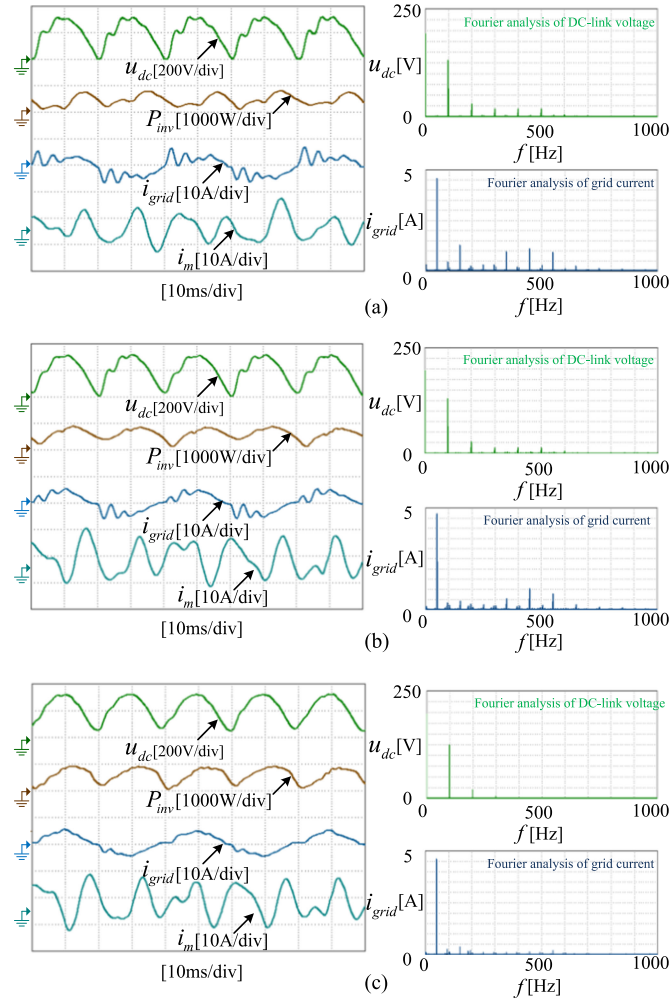 u_dc[200V/div]
P_inv[1000W/div]
i_grid[10A/div]
i_m[10A/div]
[10ms/div]
250
Fourier analysis of DC-link voltage
u_dc[V]
0
0
500
1000
f[Hz]
5
Fourier analysis of grid current
i_grid[A]
0
0
500
1000
f[Hz]
(a)
u_dc[200V/div]
P_inv[1000W/div]
i_grid[10A/div]
i_m[10A/div]
[10ms/div]
250
Fourier analysis of DC-link voltage
u_dc[V]
0
0
500
1000
f[Hz]
5
Fourier analysis of grid current
i_grid[A]
0
0
500
1000
f[Hz]
(b)
u_dc[200V/div]
P_inv[1000W/div]
i_grid[10A/div]
i_m[10A/div]
[10ms/div]
250
Fourier analysis of DC-link voltage
u_dc[V]
0
0
500
1000
f[Hz]
5
Fourier analysis of grid current
i_grid[A]
0
0
500
1000
f[Hz]
(c)